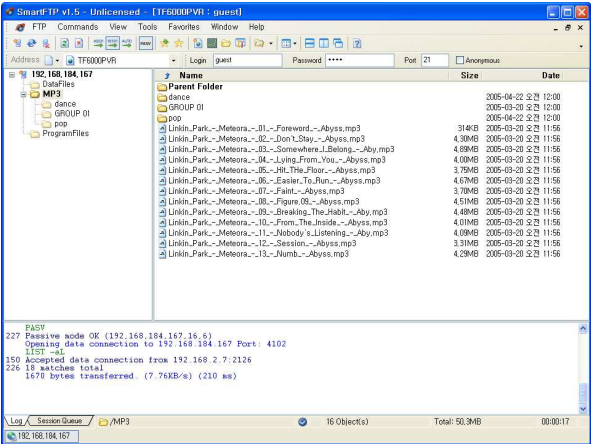 SmartFTP v1.5 - Unlicensed - [TF6000PVR : guest]
FTP Commands View Tools Favorites Window Help
Address TF6000PVR Login guest Password •••• Port 21 Anonymous
192,168,184,167
DataFiles
MP3
dance
GROUP 01
pop
ProgramFiles
Name Size Date
Parent Folder
dance 2005-04-22 오전 12:00
GROUP 01 2005-03-20 오전 12:00
pop 2005-04-22 오전 12:00
Linkin_Park_-_Meteora_-_01_-_Foreword_-_Abyss,mp3 314KB 2005-03-20 오전 11:56
Linkin_Park_-_Meteora_-_02_-_Don't_Stay_-_Abyss,mp3 4,30MB 2005-03-20 오전 11:56
Linkin_Park_-_Meteora_-_03_-_Somewhere_I_Belong_-_Aby,mp3 4,89MB 2005-03-20 오전 11:56
Linkin_Park_-_Meteora_-_04_-_Lying_From_You_-_Abyss,mp3 4,00MB 2005-03-20 오전 11:56
Linkin_Park_-_Meteora_-_05_-_Hit_The_Floor_-_Abyss,mp3 3,75MB 2005-03-20 오전 11:56
Linkin_Park_-_Meteora_-_06_-_Easier_To_Run_-_Abyss,mp3 4,67MB 2005-03-20 오전 11:56
Linkin_Park_-_Meteora_-_07_-_Faint_-_Abyss,mp3 3,70MB 2005-03-20 오전 11:56
Linkin_Park_-_Meteora_-_08_-_Figure,09_-_Abyss,mp3 4,51MB 2005-03-20 오전 11:56
Linkin_Park_-_Meteora_-_09_-_Breaking_The_Habit_-_Aby,mp3 4,48MB 2005-03-20 오전 11:56
Linkin_Park_-_Meteora_-_10_-_From_The_Inside_-_Abyss,mp3 4,01MB 2005-03-20 오전 11:56
Linkin_Park_-_Meteora_-_11_-_Nobody's_Listening_-_Aby,mp3 4,09MB 2005-03-20 오전 11:56
Linkin_Park_-_Meteora_-_12_-_Session_-_Abyss,mp3 3,31MB 2005-03-20 오전 11:56
Linkin_Park_-_Meteora_-_13_-_Numb_-_Abyss,mp3 4,29MB 2005-03-20 오전 11:56
PASV
227 Passive mode OK (192,168,184,167,16,6)
Opening data connection to 192.168.184.167 Port: 4102
LIST -aL
150 Accepted data connection from 192.168.2.7:2126
226 18 matches total
1670 bytes transferred. (7.76KB/s) (210 ms)
Log Session Queue /MP3 16 Object(s) Total: 50,3MB 00:00:17
192,168,184,167